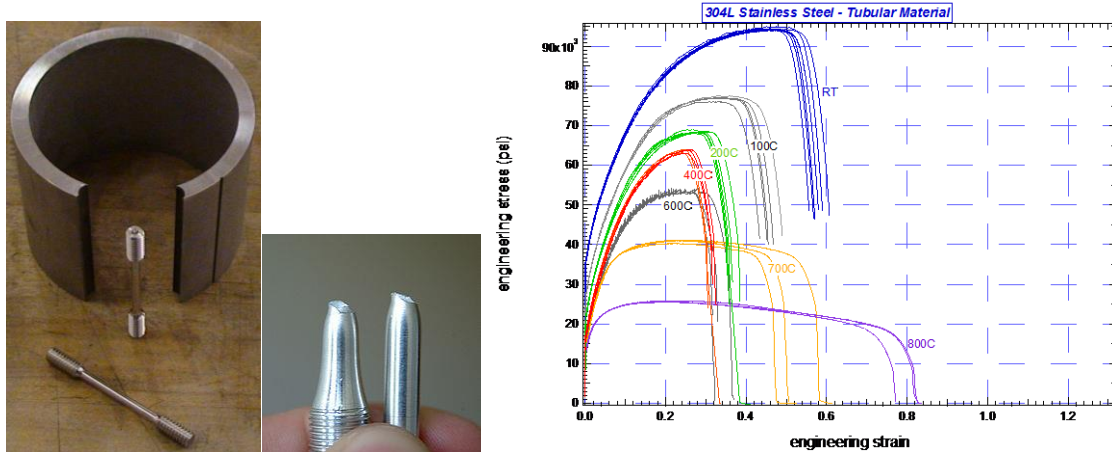 304L Stainless Steel - Tubular Material
90x10³
80
70
60
50
40
30
20
10
0
engineering stress (psi)
RT
100C
200C
400C
600C
700C
800C
0.0 0.2 0.4 0.6 0.8 1.0 1.2
engineering strain